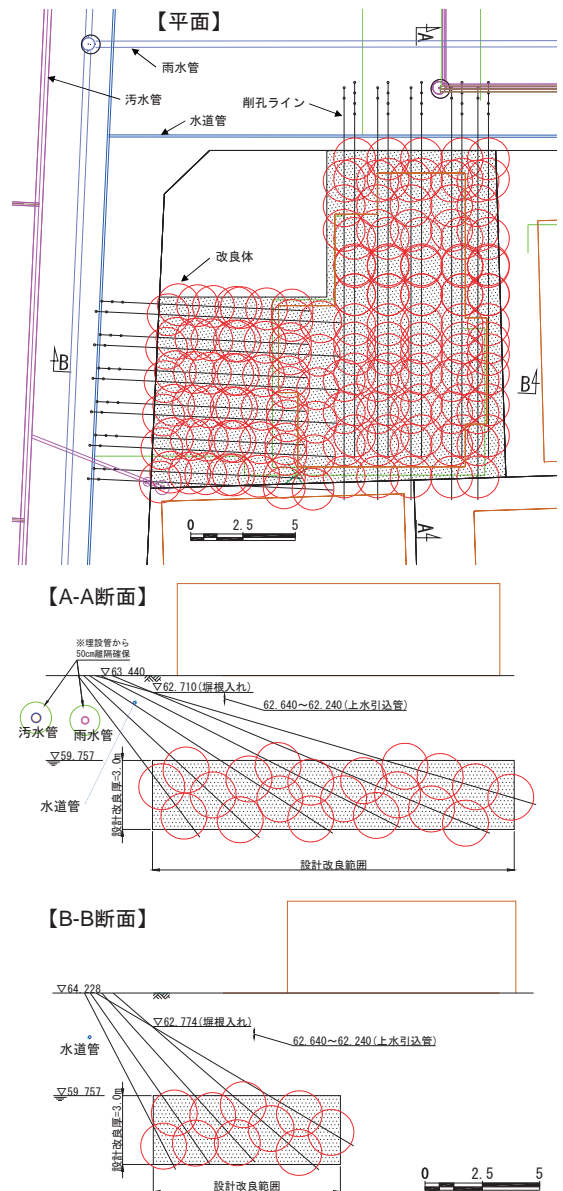 【平面】
A
雨水管
汚水管
削孔ライン
水道管
改良体
B
B
0 2.5 5
A
【A-A断面】
※埋設管から
50cm離隔確保
▽63.440
▽62.710(塀根入れ)
62.640～62.240(上水引込管)
汚水管
雨水管
▽59.757
水道管
設計改良厚=3.0m
設計改良範囲
【B-B断面】
▽64.228
▽62.774(塀根入れ)
水道管
62.640～62.240(上水引込管)
▽59.757
設計改良厚=3.0m
設計改良範囲
0 2.5 5